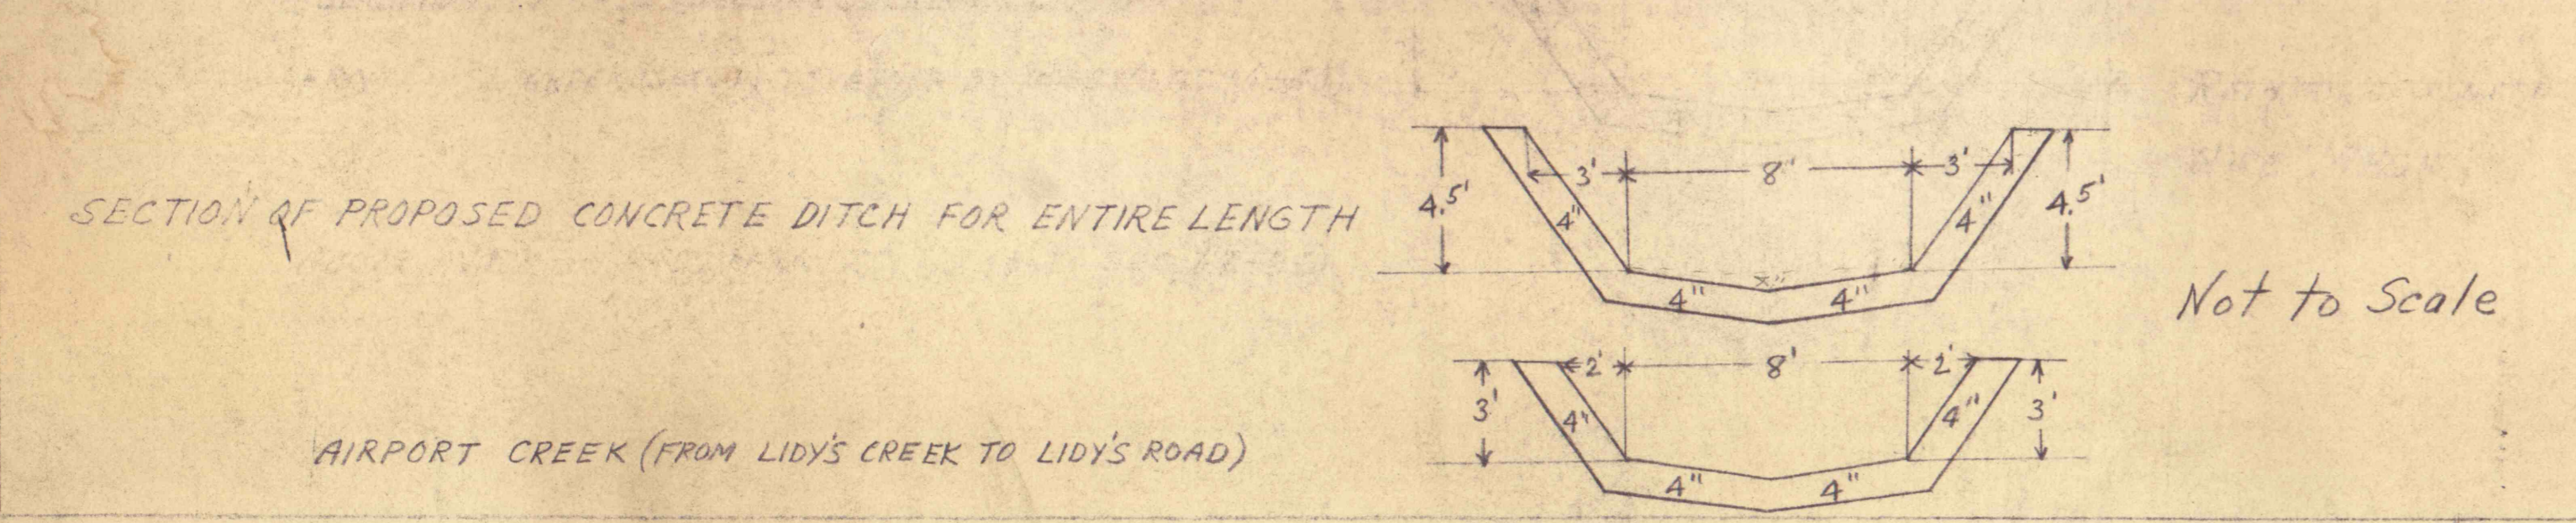 SECTION OF PROPOSED CONCRETE DITCH FOR ENTIRE LENGTH
3' 8' 3'
4.5' 4" 4" 4.5'
4" 4"
Not to Scale
2' 8' 2'
3' 4" 4" 3'
AIRPORT CREEK (FROM LIDY'S CREEK TO LIDY'S ROAD)
4" 4"